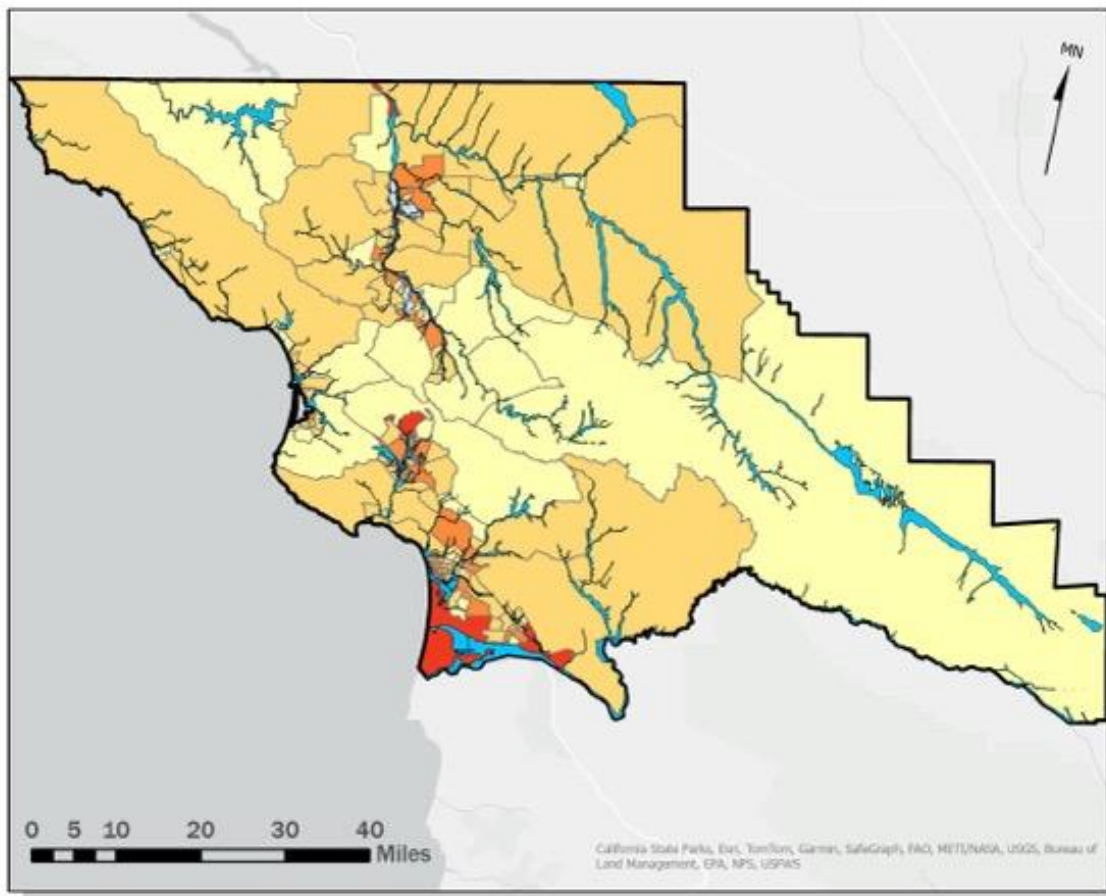 MN
0 5 10 20 30 40
Miles
California State Parks, Esri, TomTom, Garmin, SafeGraph, FAO, METI/NASA, USGS, Bureau of
Land Management, EPA, NPS, USFWS